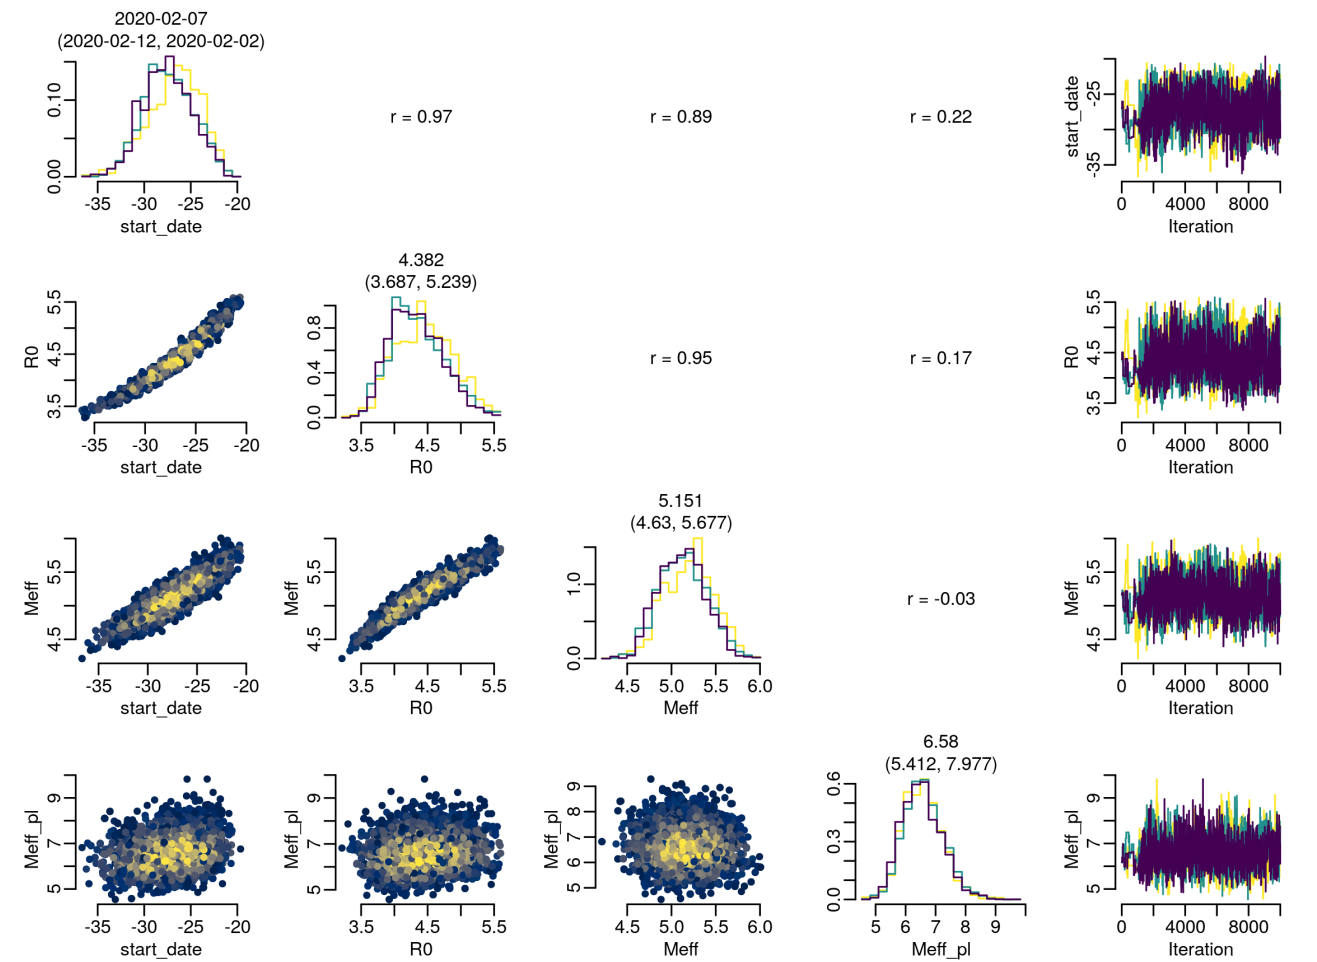 2020-02-07
(2020-02-12, 2020-02-02)
0.00 0.10
-35 -30 -25 -20
start_date
r = 0.97
r = 0.89
r = 0.22
start_date
-35 -25
0 4000 8000
Iteration
R0
3.5 4.5 5.5
-35 -30 -25 -20
start_date
4.382
(3.687, 5.239)
0.0 0.4 0.8
3.5 4.5 5.5
R0
r = 0.95
r = 0.17
R0
3.5 4.5 5.5
0 4000 8000
Iteration
Meff
4.5 5.5
-35 -30 -25 -20
start_date
Meff
4.5 5.5
3.5 4.5 5.5
R0
5.151
(4.63, 5.677)
0.0 1.0
4.5 5.0 5.5 6.0
Meff
r = -0.03
Meff
4.5 5.5
0 4000 8000
Iteration
Meff_pl
5 7 9
-35 -30 -25 -20
start_date
Meff_pl
5 7 9
3.5 4.5 5.5
R0
Meff_pl
5 6 7 8 9
4.5 5.0 5.5 6.0
Meff
6.58
(5.412, 7.977)
0.0 0.3 0.6
5 6 7 8 9
Meff_pl
Meff_pl
5 7 9
0 4000 8000
Iteration